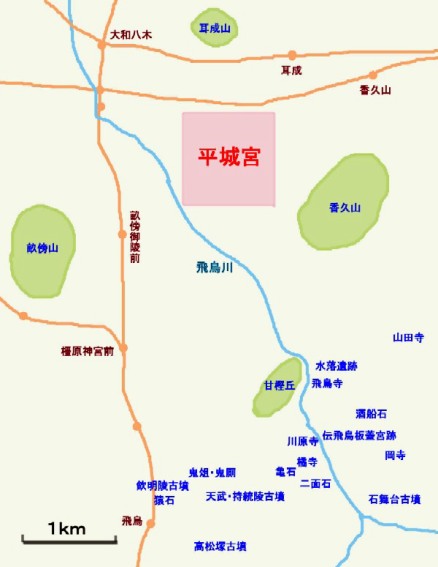 耳成山
大和八木
耳成
香久山
平城宮
香久山
畝傍御陵前
畝傍山
飛鳥川
山田寺
橿原神宮前
水落遺跡
甘樫丘
飛鳥寺
酒船石
伝飛鳥板蓋宮跡
川原寺
岡寺
橘寺
亀石
鬼俎・鬼厠
二面石
欽明陵古墳
天武・持統陵古墳
猿石
石舞台古墳
飛鳥
1km
高松塚古墳